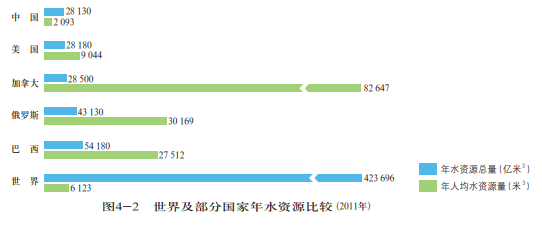 中 国 28 130
2 093
美 国 28 180
9 044
加拿大 28 500
82 647
俄罗斯 43 130
30 169
巴 西 54 180
27 512
世 界 423 696
6 123
年水资源总量(亿米³)
年人均水资源量(米³)
图4-2 世界及部分国家年水资源比较(2011年)